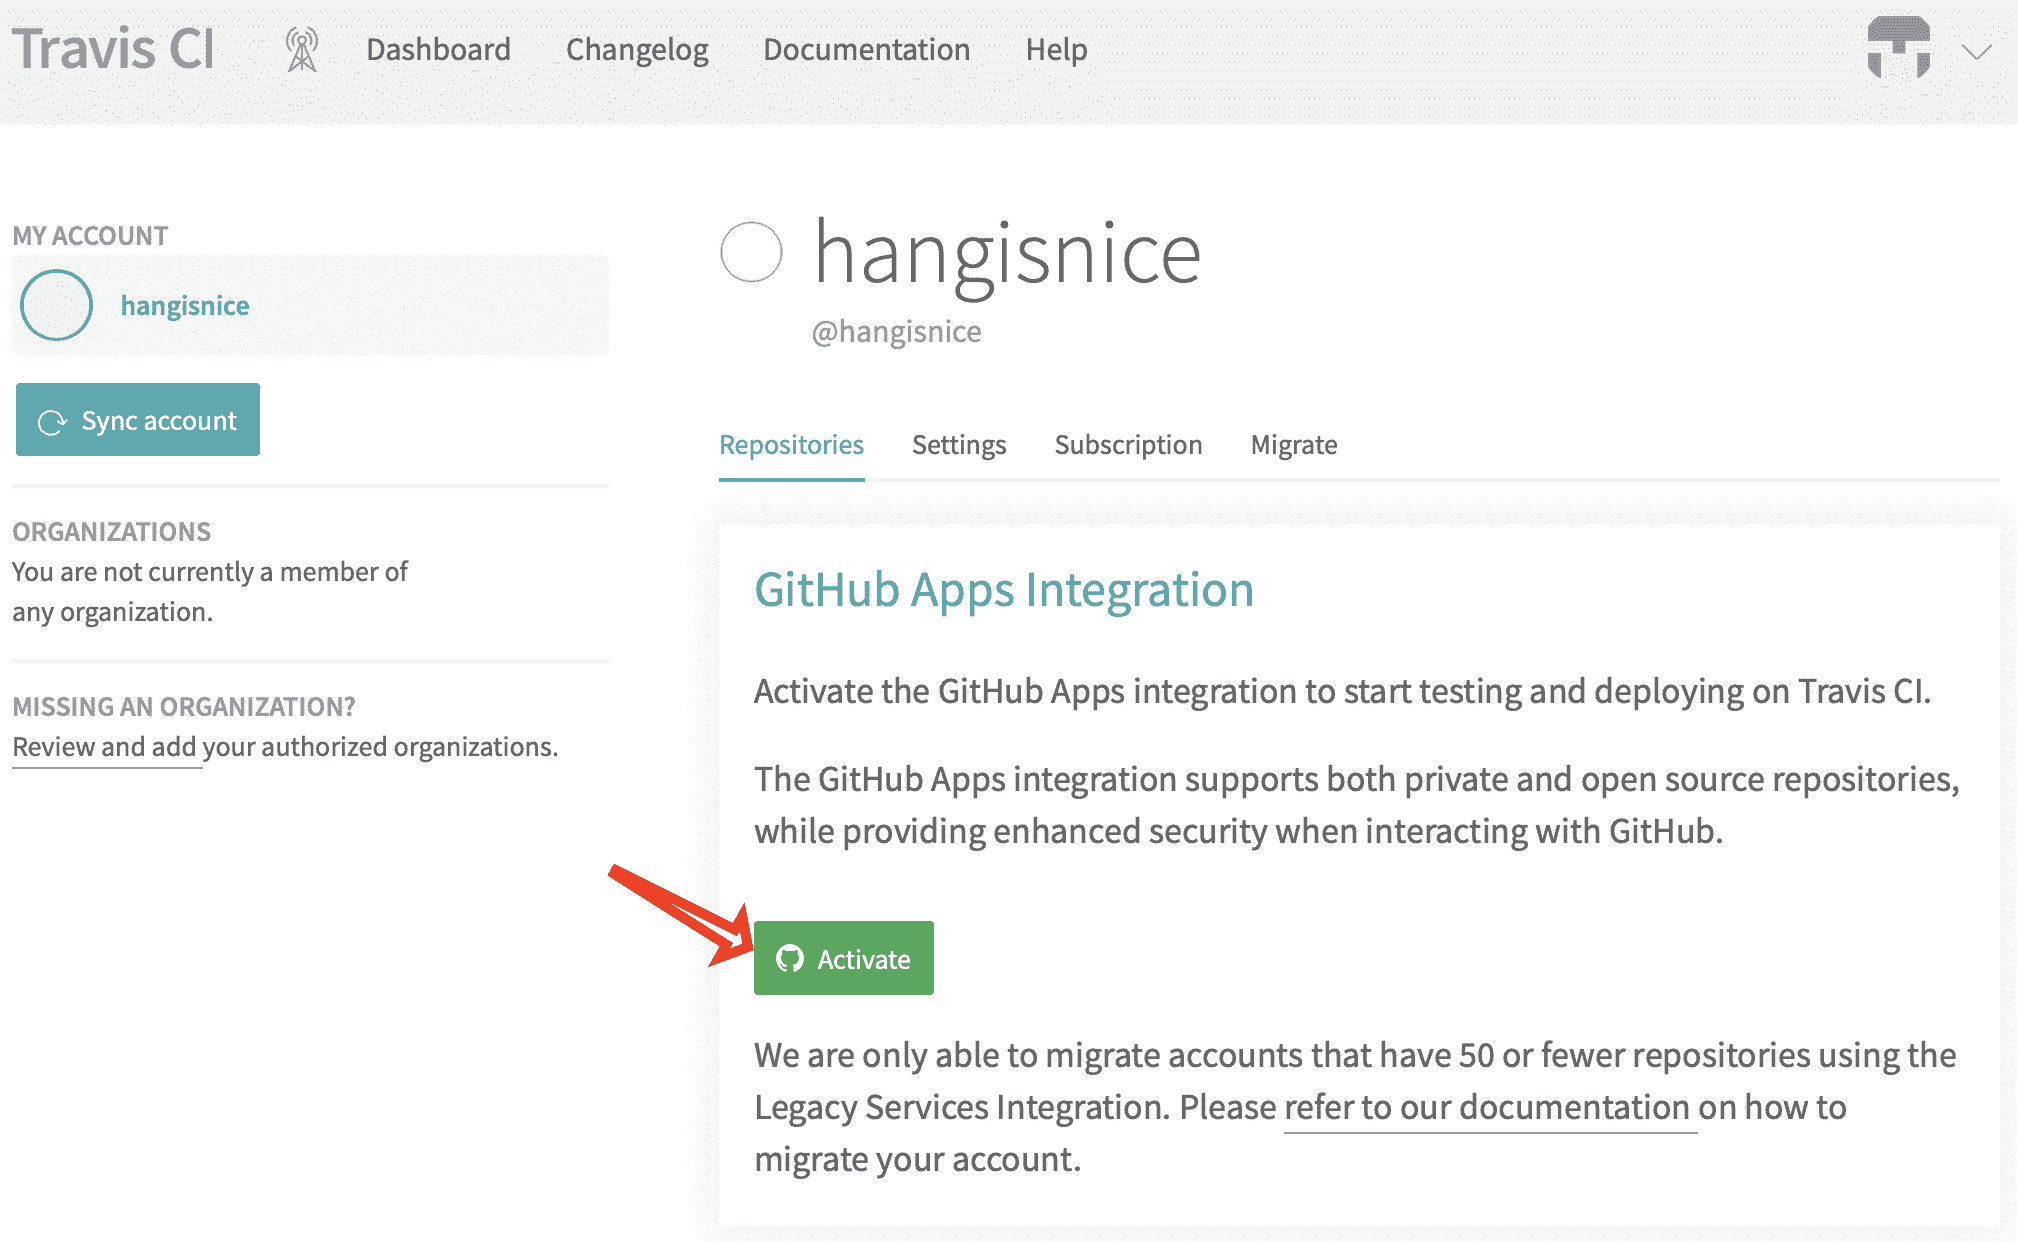 Travis CI
Dashboard
Changelog
Documentation
Help
MY ACCOUNT
hangisnice
Sync account
ORGANIZATIONS
You are not currently a member of
any organization.
MISSING AN ORGANIZATION?
Review and add your authorized organizations.
hangisnice
@hangisnice
Repositories
Settings
Subscription
Migrate
GitHub Apps Integration
Activate the GitHub Apps integration to start testing and deploying on Travis CI.
The GitHub Apps integration supports both private and open source repositories,
while providing enhanced security when interacting with GitHub.
Activate
We are only able to migrate accounts that have 50 or fewer repositories using the
Legacy Services Integration. Please refer to our documentation on how to
migrate your account.